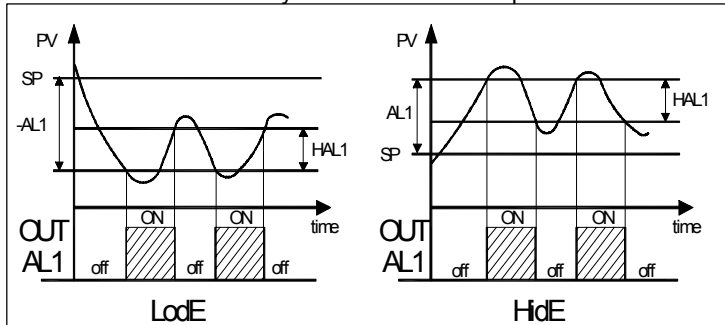 PV
SP
-AL1
HAL1
ON
ON
time
OUT
AL1
off
off
off
LodE
PV
AL1
HAL1
SP
ON
ON
time
OUT
AL1
off
off
off
HidE